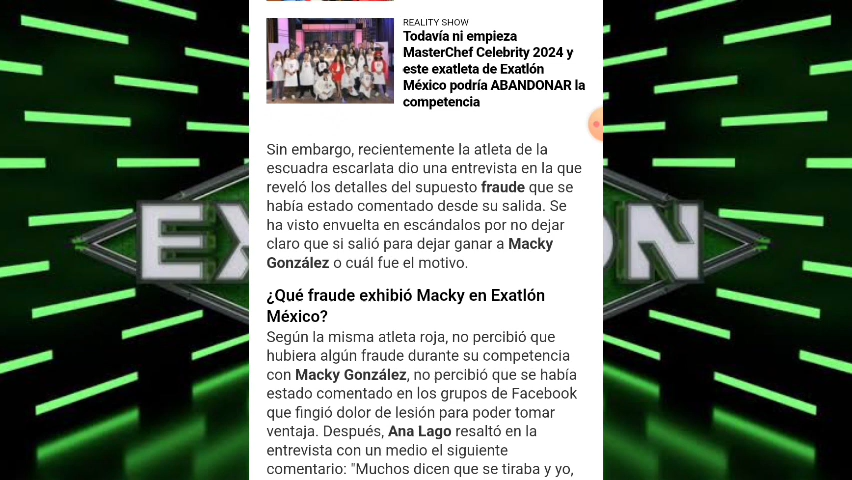 REALITY SHOW
Todavía ni empieza
MasterChef Celebrity 2024 y
este exatleta de Exatlón
México podría ABANDONAR la
competencia
Sin embargo, recientemente la atleta de la
escuadra escarlata dio una entrevista en la que
reveló los detalles del supuesto fraude que se
había estado comentado desde su salida. Se
ha visto envuelta en escándalos por no dejar
claro que si salió para dejar ganar a Macky
González o cuál fue el motivo.
¿Qué fraude exhibió Macky en Exatlón
México?
Según la misma atleta roja, no percibió que
hubiera algún fraude durante su competencia
con Macky González, no percibió que se había
estado comentado en los grupos de Facebook
que fingió dolor de lesión para poder tomar
ventaja. Después, Ana Lago resaltó en la
entrevista con un medio el siguiente
comentario: "Muchos dicen que se tiraba y yo,
EX ON